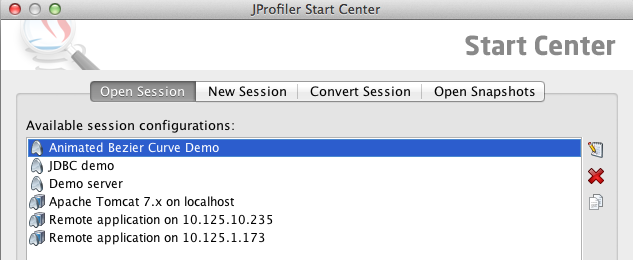 JProfiler Start Center
Start Center
Open Session New Session Convert Session Open Snapshots
Available session configurations:
Animated Bezier Curve Demo
JDBC demo
Demo server
Apache Tomcat 7.x on localhost
Remote application on 10.125.10.235
Remote application on 10.125.1.173